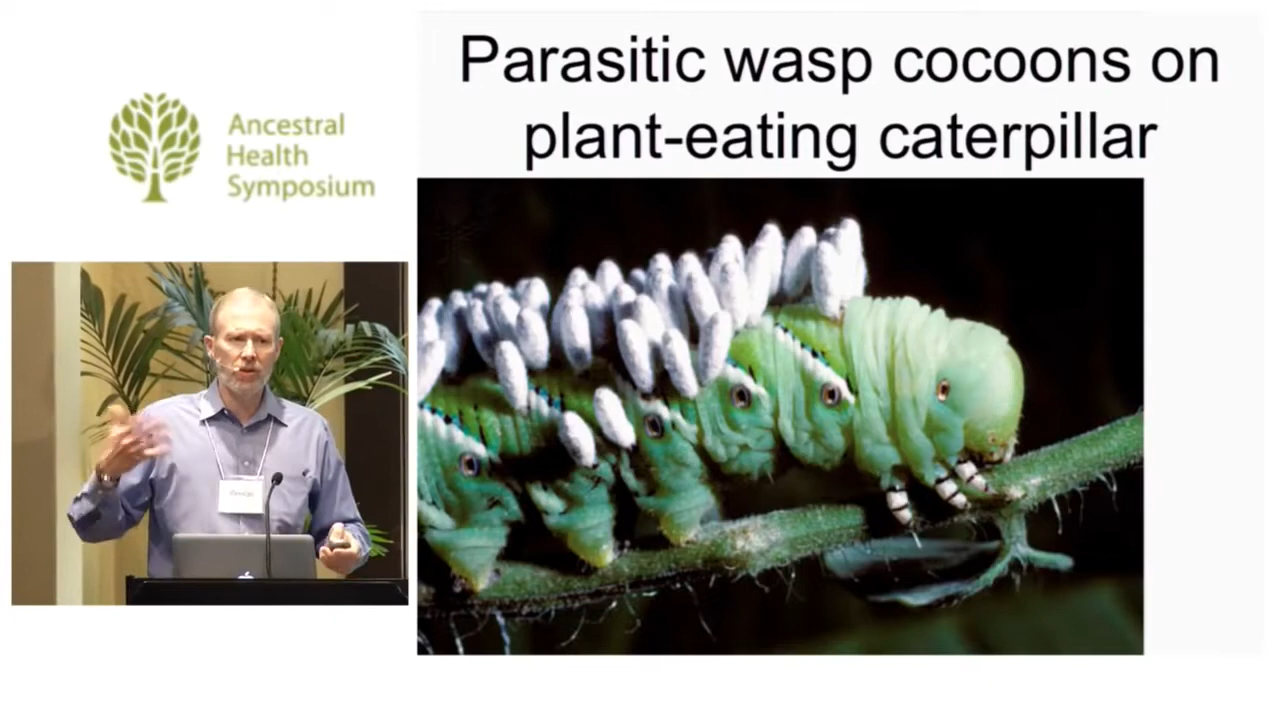 Parasitic wasp cocoons on
plant-eating caterpillar
Ancestral
Health
Symposium